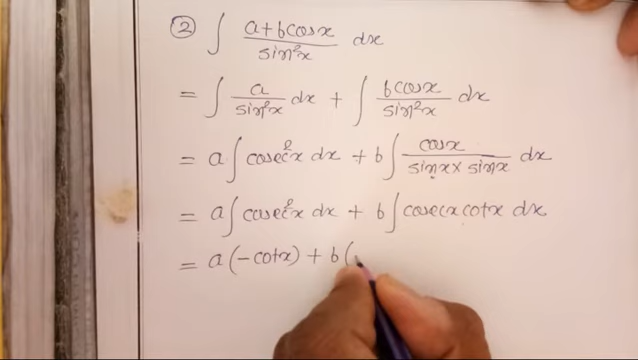 ② ∫ (a+bcosx)/(sin²x) dx
= ∫ a/(sin²x) dx + ∫ (bcosx)/(sin²x) dx
= a∫ cosec²x dx + b∫ cosx/(sinx × sinx) dx
= a∫ cosec²x dx + b∫ cosecx cotx dx
= a(-cotx) + b(